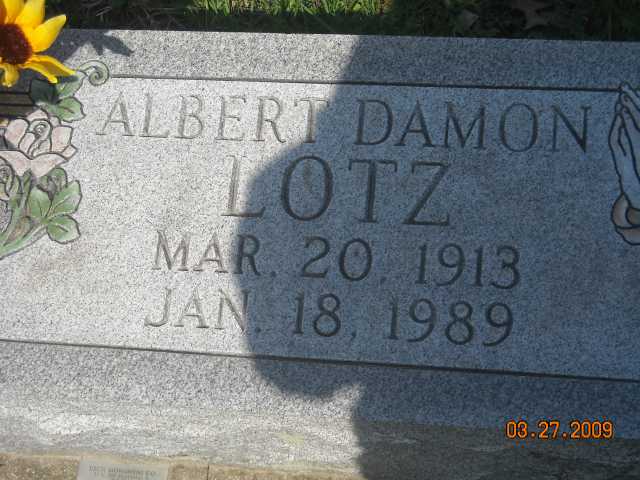 ALBERT DAMON
LOTZ
MAR. 20, 1913
JAN. 18, 1989
03.27.2009